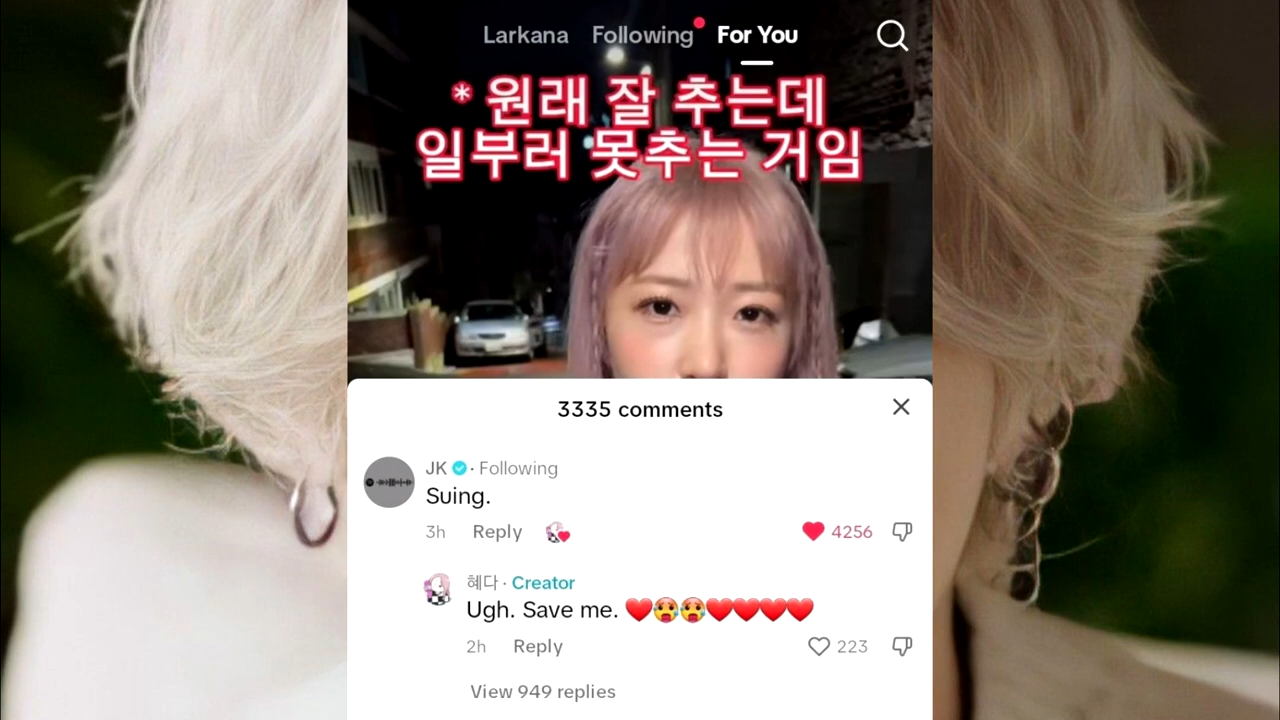 Larkana Following For You
* 원래 잘 추는데
일부러 못추는 거임
3335 comments
JK · Following
Suing.
3h Reply 4256
혜다 · Creator
Ugh. Save me. ❤️🥵🥵❤️❤️❤️❤️
2h Reply 223
View 949 replies